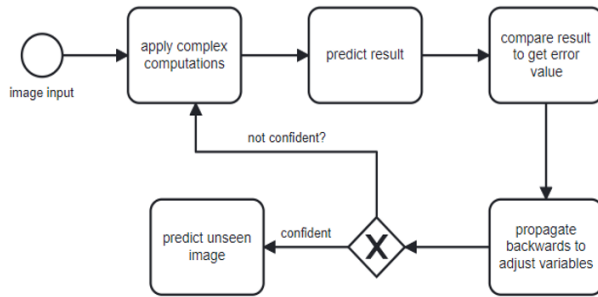 image input
apply complex
computations
predict result
compare result
to get error
value
not confident?
propagate
backwards to
adjust variables
X
confident
predict unseen
image